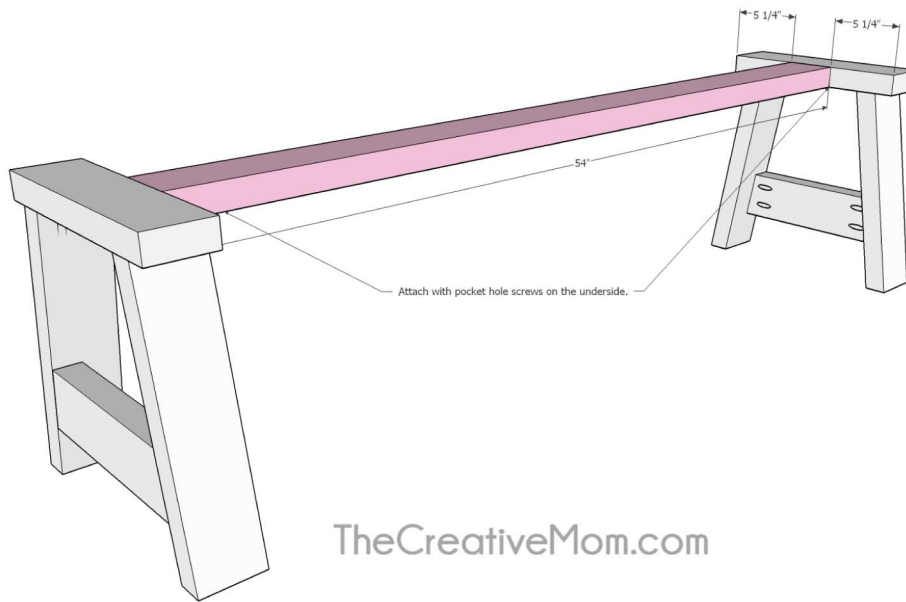 5 1/4"
5 1/4"
54"
Attach with pocket hole screws on the underside.
TheCreativeMom.com